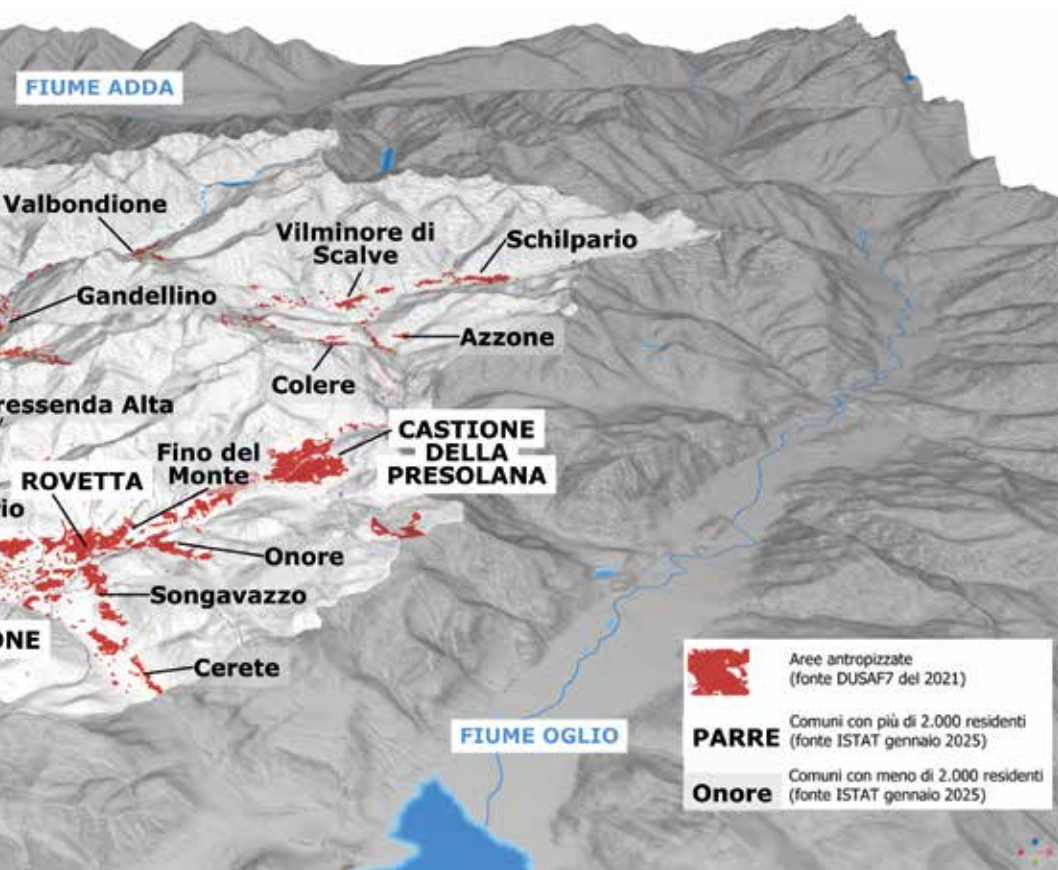 FIUME ADDA
Valbondione
Vilminore di
Scalve
Schilpario
Gandellino
Azzone
Colere
ressenda Alta
CASTIONE
DELLA
PRESOLANA
Fino del
Monte
ROVETTA
rio
Onore
Songavazzo
ONE
Cerete
FIUME OGLIO
Aree antropizzate
(fonte DUSAF7 del 2021)
PARRE
Comuni con più di 2.000 residenti
(fonte ISTAT gennaio 2025)
Onore
Comuni con meno di 2.000 residenti
(fonte ISTAT gennaio 2025)